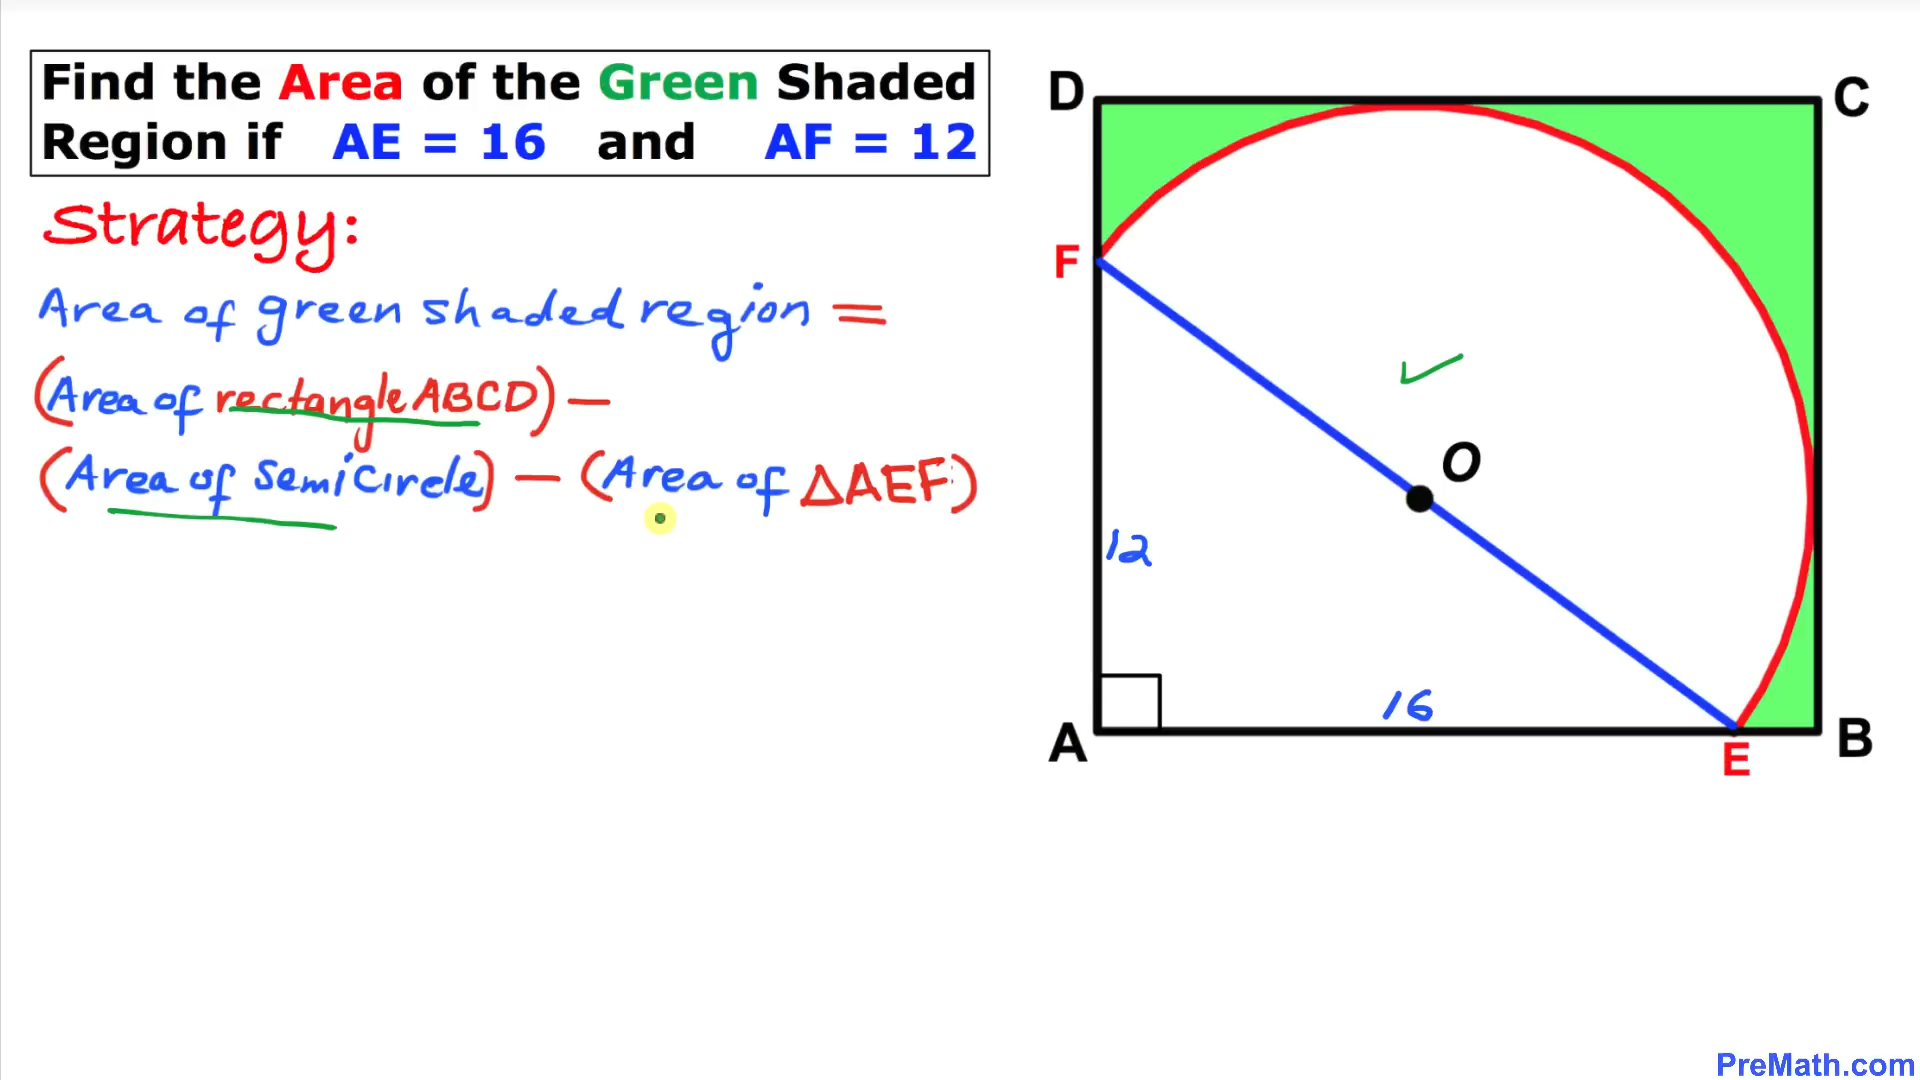 Find the Area of the Green Shaded
Region if AE = 16 and AF = 12
Strategy:
Area of green shaded region =
(Area of rectangle ABCD) −
(Area of semicircle) − (Area of ΔAEF)
D
C
F
O
12
16
A
B
E
PreMath.com